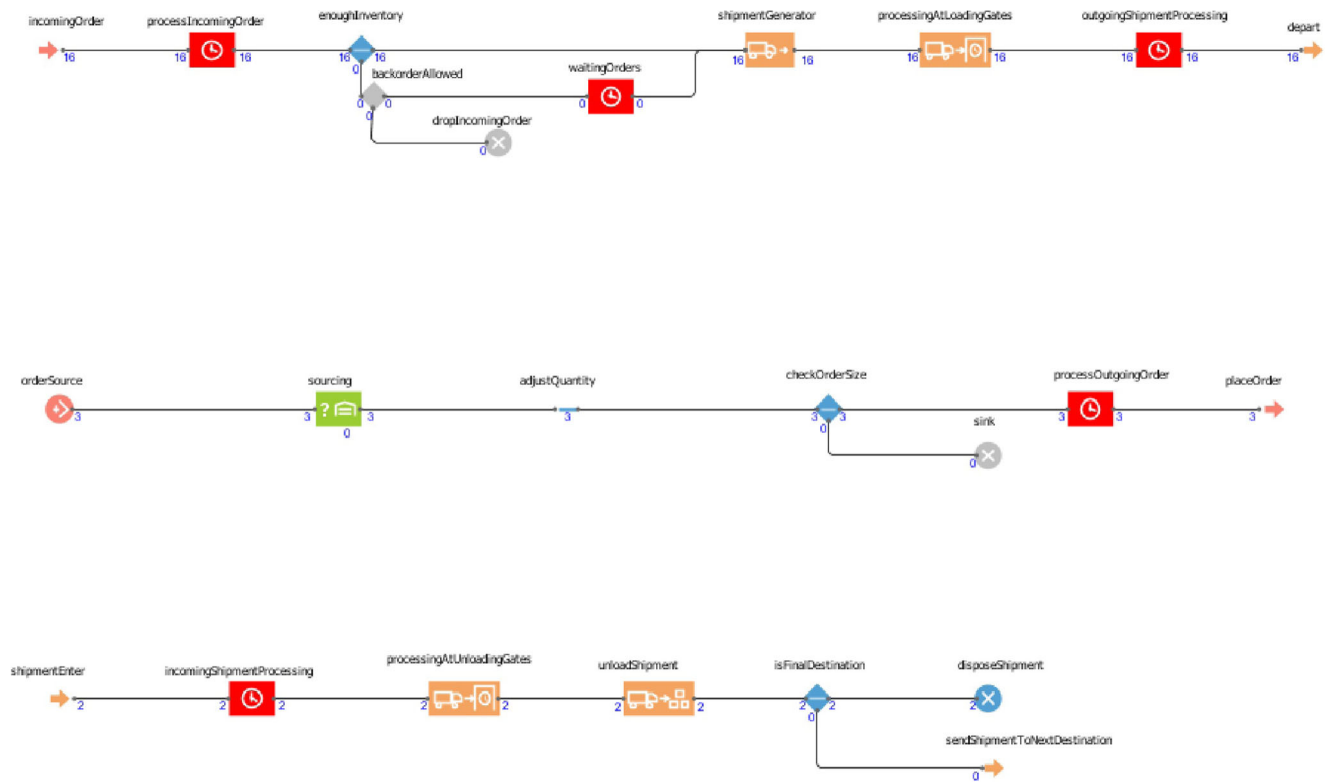 incomingOrder processIncomingOrder enoughInventory shipmentGenerator processingAtLoadingGates outgoingShipmentProcessing depart
16 16 16 16 16 16 16 16 16 16 16 16
0
backorderAllowed waitingOrders
0 0 0 0
0
dropIncomingOrder
0
orderSource sourcing adjustQuantity checkOrderSize processOutgoingOrder placeOrder
3 3 ? 3 3 3 3 3 3 3
0 0
sink
0
shipmentEnter incomingShipmentProcessing processingAtUnloadingGates unloadShipment isFinalDestination disposeShipment
2 2 2 2 2 2 2 2 2 2
0
sendShipmentToNextDestination
0